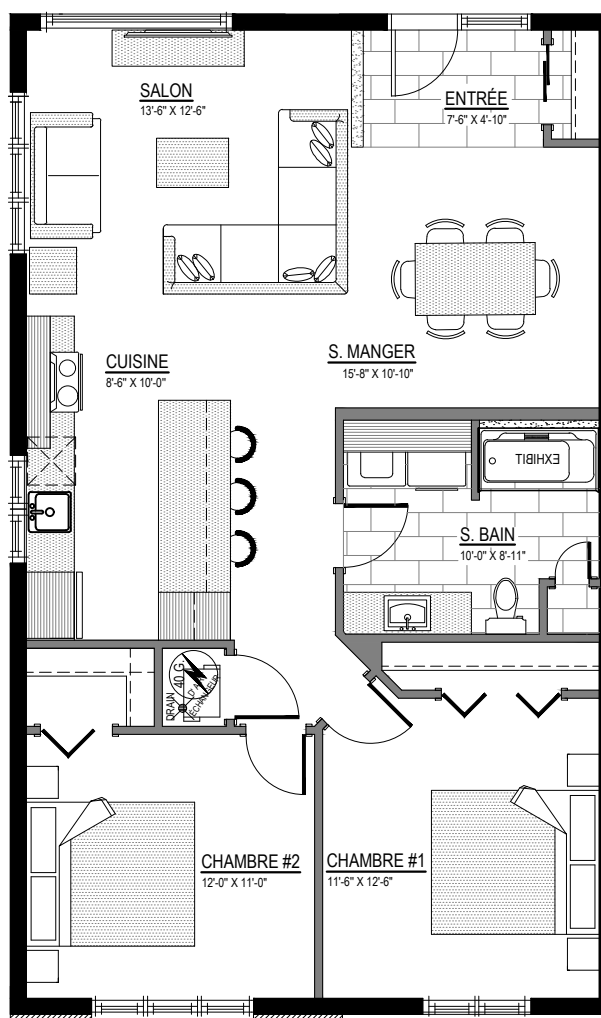 SALON
13'-6" X 12'-6"
ENTRÉE
7'-6" X 4'-10"
CUISINE
8'-6" X 10'-0"
S. MANGER
15'-8" X 10'-10"
EXHIBIT
S. BAIN
10'-0" X 8'-11"
DRAIN
40 G.
D'AIR
ÉCHANGEUR
CHAMBRE #2
12'-0" X 11'-0"
CHAMBRE #1
11'-6" X 12'-6"